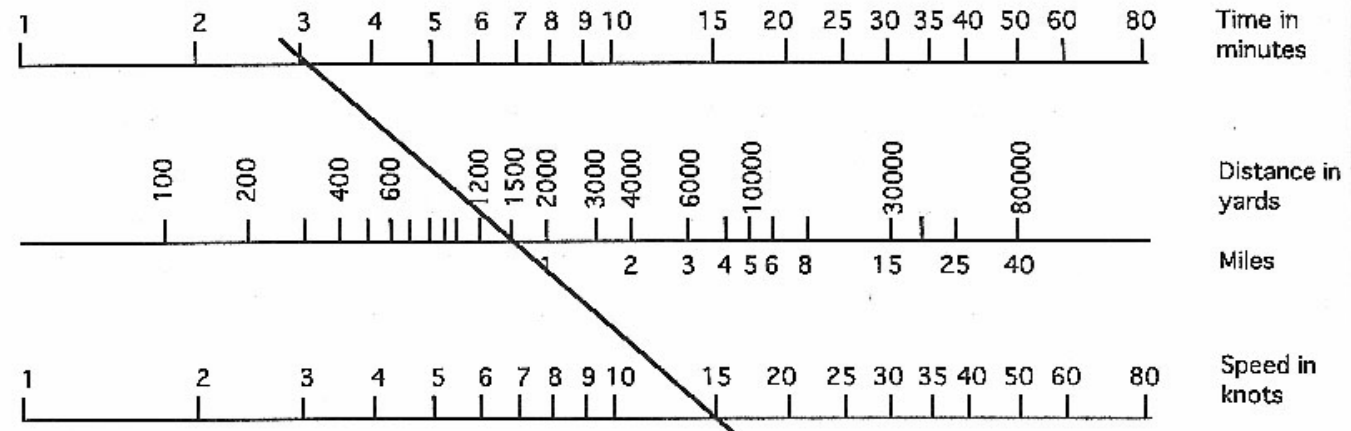 1 2 3 4 5 6 7 8 9 10 15 20 25 30 35 40 50 60 80
Time in
minutes
100 200 400 600 1200 1500 2000 3000 4000 6000 10000 30000 80000
Distance in
yards
1 2 3 4 5 6 8 15 25 40
Miles
1 2 3 4 5 6 7 8 9 10 15 20 25 30 35 40 50 60 80
Speed in
knots